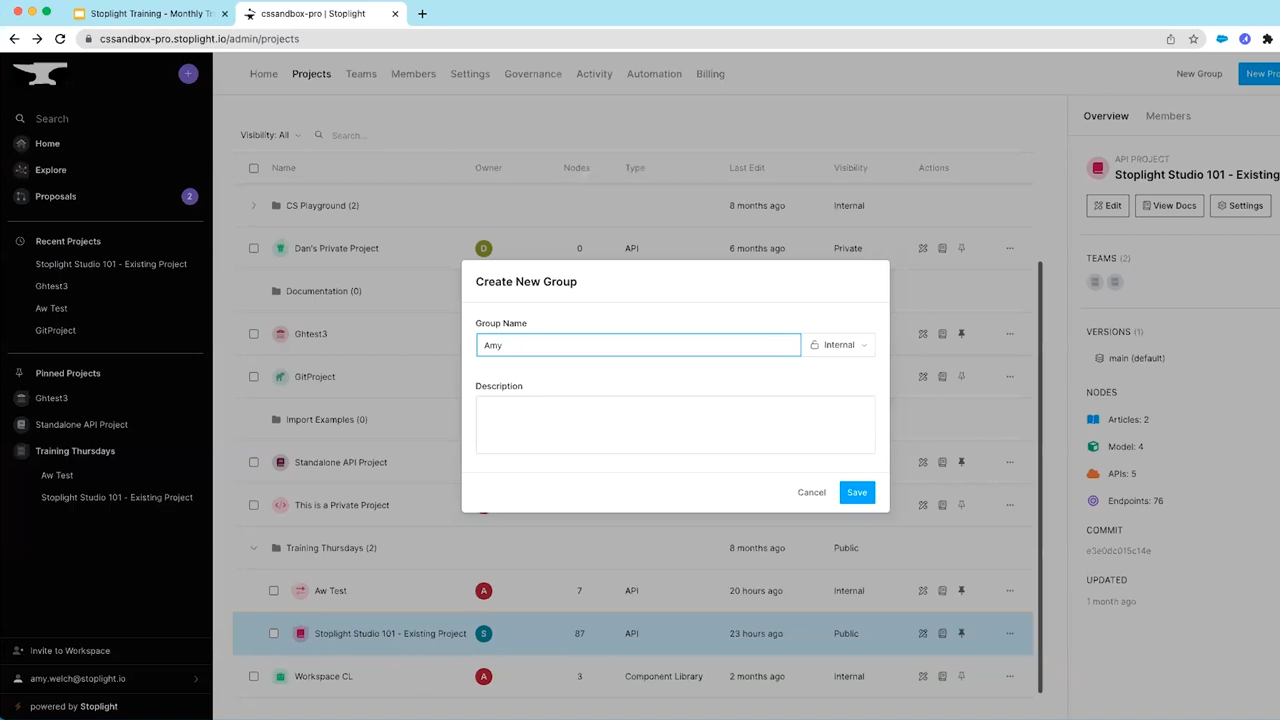 Stoplight Training - Monthly Tr
cssandbox-pro | Stoplight
cssandbox-pro.stoplight.io/admin/projects
Search
Home
Explore
Proposals
2
Recent Projects
Stoplight Studio 101 - Existing Project
Ghtest3
Aw Test
GitProject
Pinned Projects
Ghtest3
Standalone API Project
Training Thursdays
Aw Test
Stoplight Studio 101 - Existing Project
Invite to Workspace
amy.welch@stoplight.io
powered by Stoplight
Home Projects Teams Members Settings Governance Activity Automation Billing
New Group
New Pro
Visibility: All
Search...
Name Owner Nodes Type Last Edit Visibility Actions
CS Playground (2) 8 months ago Internal
Dan's Private Project D 0 API 6 months ago Private
Documentation (0)
Ghtest3
GitProject
Import Examples (0)
Standalone API Project
This is a Private Project
Training Thursdays (2) 8 months ago Public
Aw Test A 7 API 20 hours ago Internal
Stoplight Studio 101 - Existing Project S 87 API 23 hours ago Public
Workspace CL A 3 Component Library 2 months ago Internal
Create New Group
Group Name
Amy
Internal
Description
Cancel
Save
Overview Members
API PROJECT
Stoplight Studio 101 - Existing
Edit View Docs Settings
TEAMS (2)
VERSIONS (1)
main (default)
NODES
Articles: 2
Model: 4
APIs: 5
Endpoints: 76
COMMIT
e3e0dc015c14e
UPDATED
1 month ago